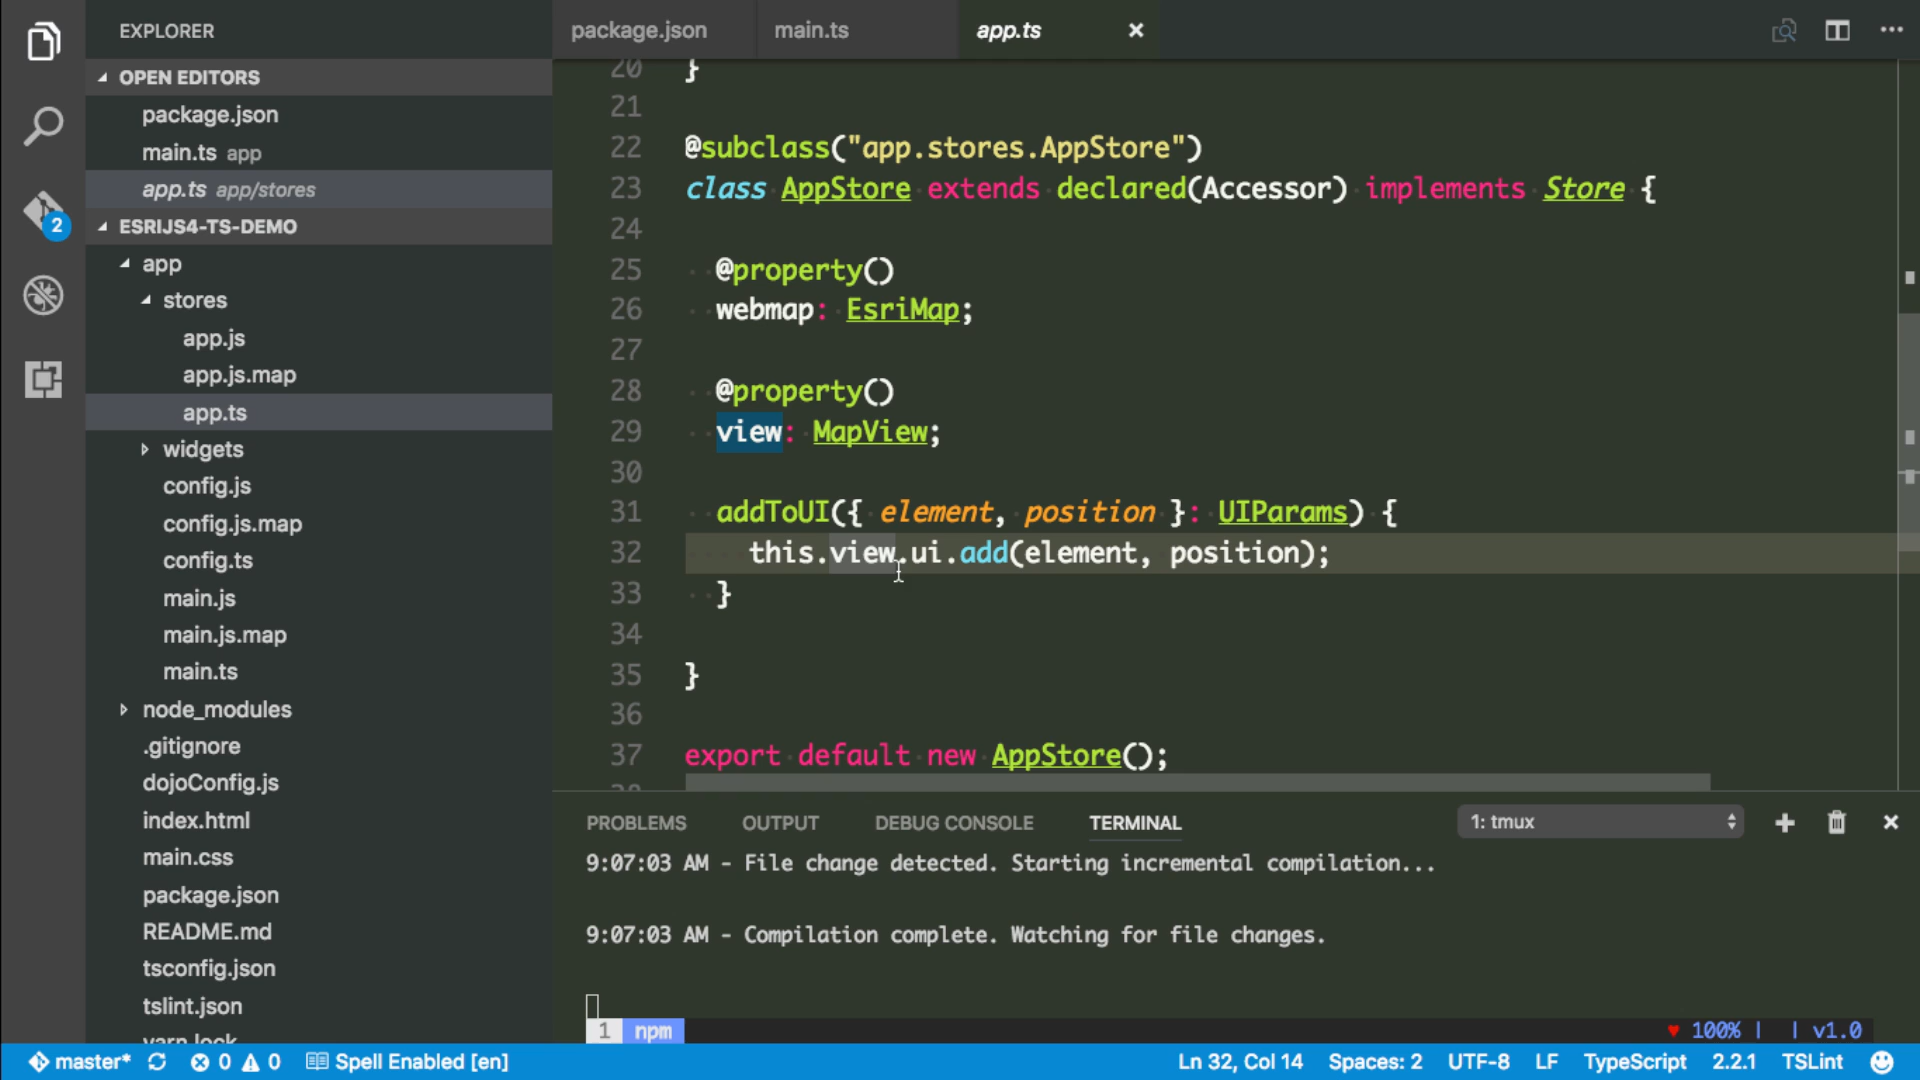 EXPLORER
OPEN EDITORS
package.json
main.ts app
app.ts app/stores
ESRIJS4-TS-DEMO
app
stores
app.js
app.js.map
app.ts
widgets
config.js
config.js.map
config.ts
main.js
main.js.map
main.ts
node_modules
.gitignore
dojoConfig.js
index.html
main.css
package.json
README.md
tsconfig.json
tslint.json
yarn.lock
2
package.json main.ts app.ts
20 }
21
22 @subclass("app.stores.AppStore")
23 class AppStore extends declared(Accessor) implements Store {
24
25 @property()
26 webmap: EsriMap;
27
28 @property()
29 view: MapView;
30
31 addToUI({ element, position }: UIParams) {
32 this.view.ui.add(element, position);
33 }
34
35 }
36
37 export default new AppStore();
38
PROBLEMS OUTPUT DEBUG CONSOLE TERMINAL 1: tmux
9:07:03 AM - File change detected. Starting incremental compilation...
9:07:03 AM - Compilation complete. Watching for file changes.
1 npm ♥ 100% | | v1.0
master* 0 0 Spell Enabled [en] Ln 32, Col 14 Spaces: 2 UTF-8 LF TypeScript 2.2.1 TSLint